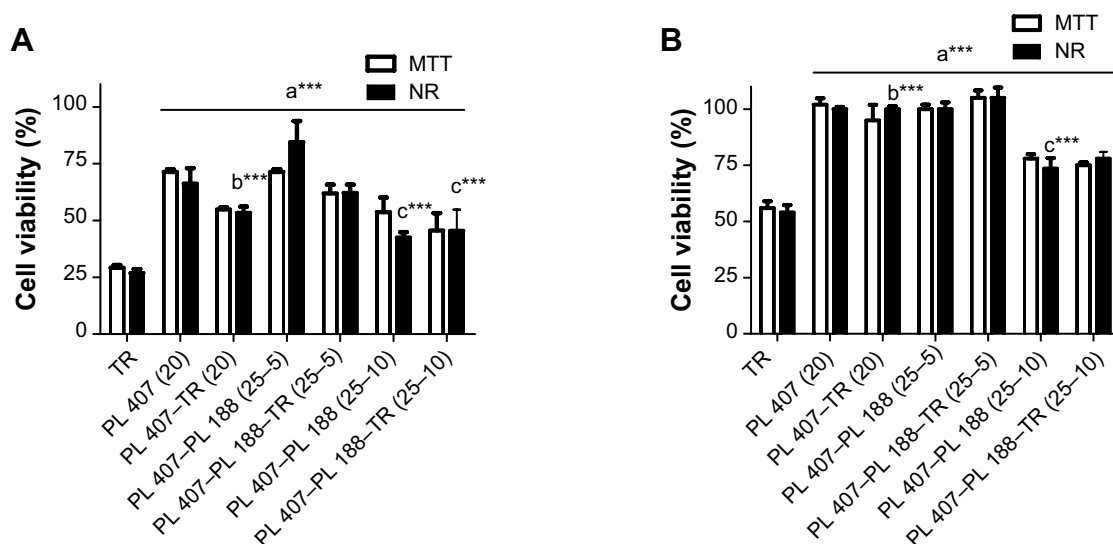 A
MTT
NR
a***
100
75
50
25
0
Cell viability (%)
b***
c***
c***
TR
PL 407 (20)
PL 407–TR (20)
PL 407–PL 188 (25–5)
PL 407–PL 188–TR (25–5)
PL 407–PL 188 (25–10)
PL 407–PL 188–TR (25–10)
B
MTT
NR
a***
100
75
50
25
0
Cell viability (%)
b***
c***
TR
PL 407 (20)
PL 407–TR (20)
PL 407–PL 188 (25–5)
PL 407–PL 188–TR (25–5)
PL 407–PL 188 (25–10)
PL 407–PL 188–TR (25–10)